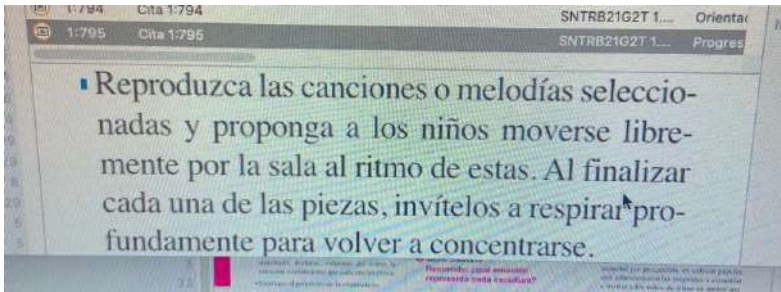 1:794 Cita 1:794 SNTRB21G2T 1.... Orientac
1:795 Cita 1:795 SNTRB21G2T 1.... Progres
▪ Reproduzca las canciones o melodías seleccio-
nadas y proponga a los niños moverse libre-
mente por la sala al ritmo de estas. Al finalizar
cada una de las piezas, invítelos a respirar pro-
fundamente para volver a concentrarse.
Recorrido: ¿qué emoción
representa cada escultura?